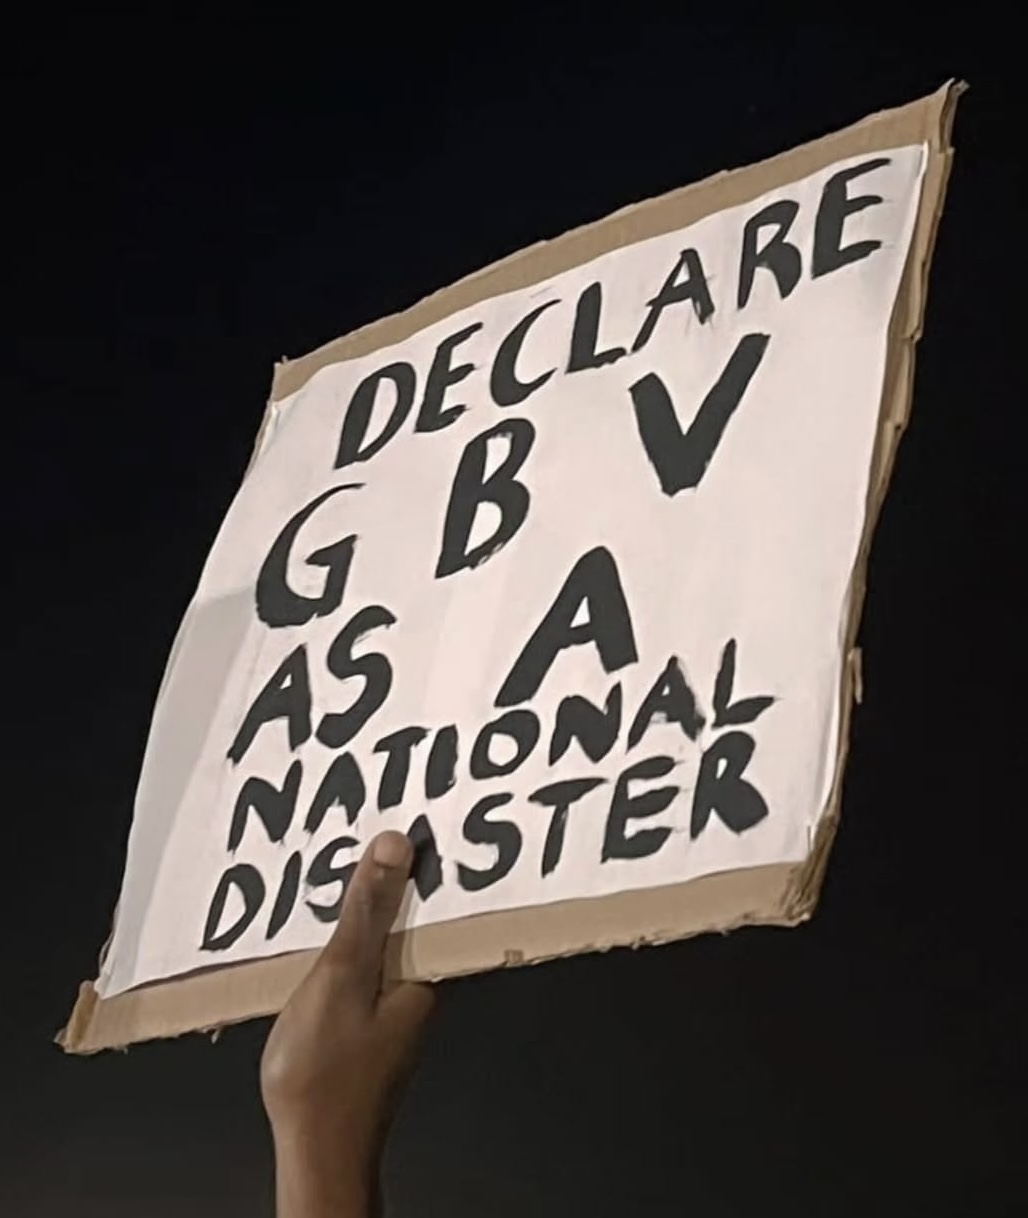 DECLARE
G B V
AS A
NATIONAL
DISASTER